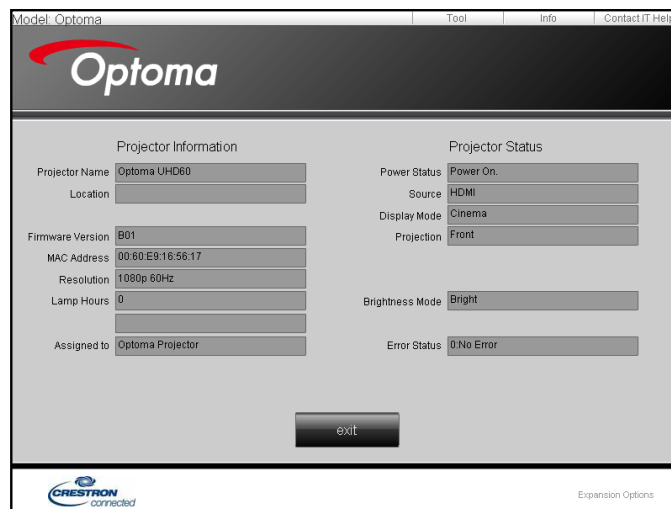 Model: Optoma Tool Info Contact IT Help
Optoma
Projector Information
Projector Name Optoma UHD60
Location
Firmware Version B01
MAC Address 00:60:E9:16:56:17
Resolution 1080p 60Hz
Lamp Hours 0
Assigned to Optoma Projector
Projector Status
Power Status Power On.
Source HDMI
Display Mode Cinema
Projection Front
Brightness Mode Bright
Error Status 0:No Error
exit
CRESTRON
connected
Expansion Options